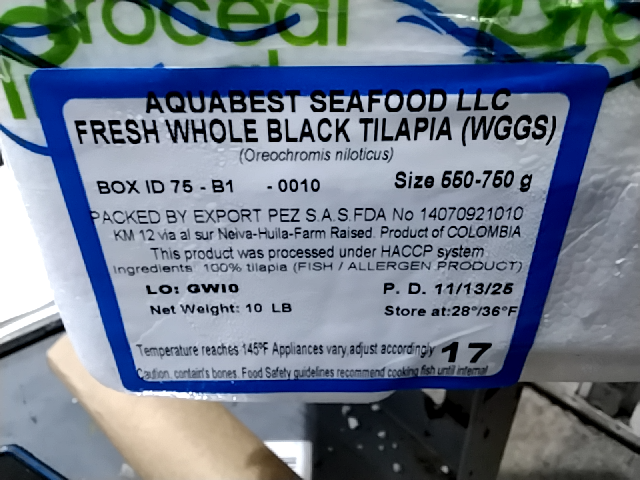 AQUABEST SEAFOOD LLC
FRESH WHOLE BLACK TILAPIA (WGGS)
(Oreochromis niloticus)
BOX ID 75 - B1 - 0010 Size 550-750 g
PACKED BY EXPORT PEZ S.A.S.FDA No 14070921010
KM 12 via al sur Neiva-Huila-Farm Raised. Product of COLOMBIA
This product was processed under HACCP system
Ingredients: 100% tilapia (FISH / ALLERGEN PRODUCT)
LO: GWI0 P. D. 11/13/25
Net Weight: 10 LB Store at:28°/36°F
Temperature reaches 145°F Appliances vary,adjust accordingly 17
Caution, contain's bones. Food Safety guidelines recommend cooking fish until internal